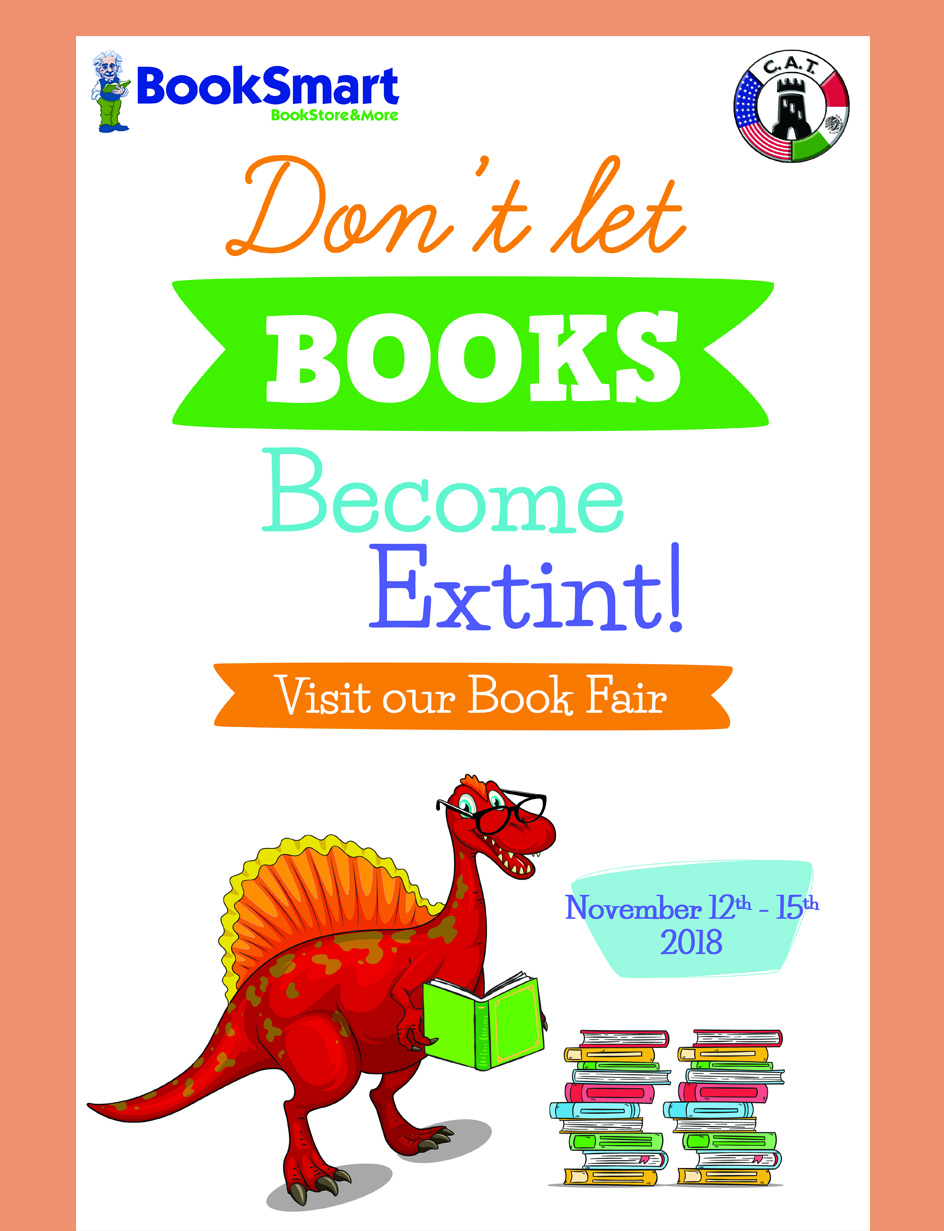 BookSmart
BookStore&More
C.A.T.
Don't let
BOOKS
Become
Extint!
Visit our Book Fair
November 12th - 15th
2018